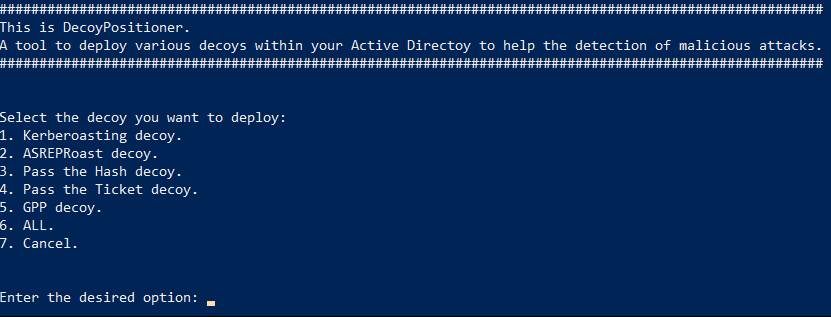 #######################################################################################################
This is DecoyPositioner.
A tool to deploy various decoys within your Active Directoy to help the detection of malicious attacks.
#######################################################################################################
Select the decoy you want to deploy:
1. Kerberoasting decoy.
2. ASREPRoast decoy.
3. Pass the Hash decoy.
4. Pass the Ticket decoy.
5. GPP decoy.
6. ALL.
7. Cancel.
Enter the desired option: